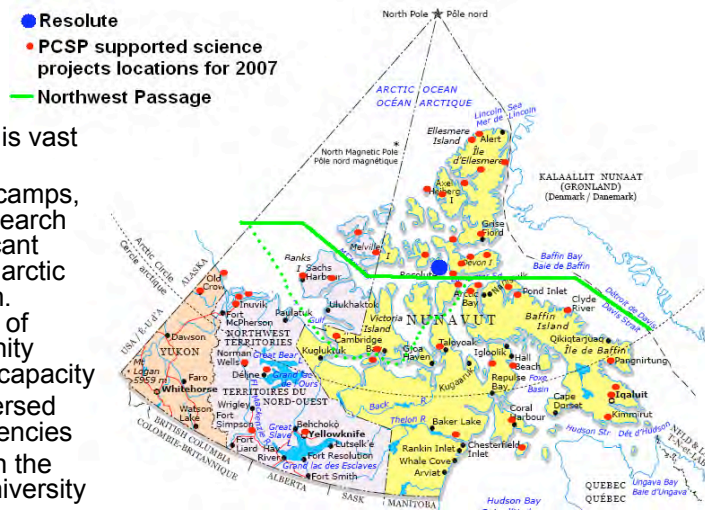 Resolute
PCSP supported science
projects locations for 2007
Northwest Passage
is vast
camps,
earch
cant
arctic
n.
of
nity
capacity
ersed
encies
n the
iversity
North Pole
Pôle nord
ARCTIC OCEAN
OCÉAN ARCTIQUE
Lincoln Sea
Mer de Lincoln
Ellesmere
Island
Alert
Île
d'Ellesmere
North Magnetic Pole
Pôle nord magnétique
KALAALLIT NUNAAT
(GRØNLAND)
(Denmark / Danemark)
Axel
Heiberg
I
Grise
Fiord
Arctic Circle
Cercle arctique
Melville
I
Devon I
Baffin Bay
Baie de Baffin
Resolute
ALASKA
Ranks
I
Sachs
Harbour
Old
Crow
Arctic
Bay
Pond Inlet
Clyde
River
Détroit de Davis
Davis Strait
Inuvik
Fort
McPherson
Paulatuk
Ulukhaktok
Victoria
Island
NUNAVUT
Baffin
Island
Île de Baffin
Qikiqtarjuaq
USA / É-U d'A
YUKON
Dawson
NORTHWEST
TERRITORIES
Norman
Wells
Great Bear
Kugluktuk
Cambridge
Bay
Gjoa
Haven
Taloyoak
Igloolik
Hall
Beach
Pangnirtung
Mt
Logan
5959 m
Faro
Whitehorse
Déline
Grand lac
de l'Ours
TERRITOIRES DU
NORD-OUEST
Kugaaruk
Repulse
Bay
Foxe
Basin
Iqaluit
Watson
Lake
Wrigley
Fort
Simpson
Back R
Thelon R
Coral
Harbour
Cape
Dorset
Kimmirut
Behchokò
Yellowknife
Great
Slave
L
Lutselk'e
Baker Lake
Hudson Str
Dét d'Hudson
BRITISH COLUMBIA
COLOMBIE-BRITANNIQUE
Fort
Liard
Hay
River
Fort Resolution
Grand lac des Esclaves
Fort Smith
Rankin Inlet
Chesterfield
Inlet
Whale Cove
Arviat
ALBERTA
SASK
MANITOBA
Hudson Bay
QUEBEC
QUÉBEC
Ungava Bay
Baie d'Ungava